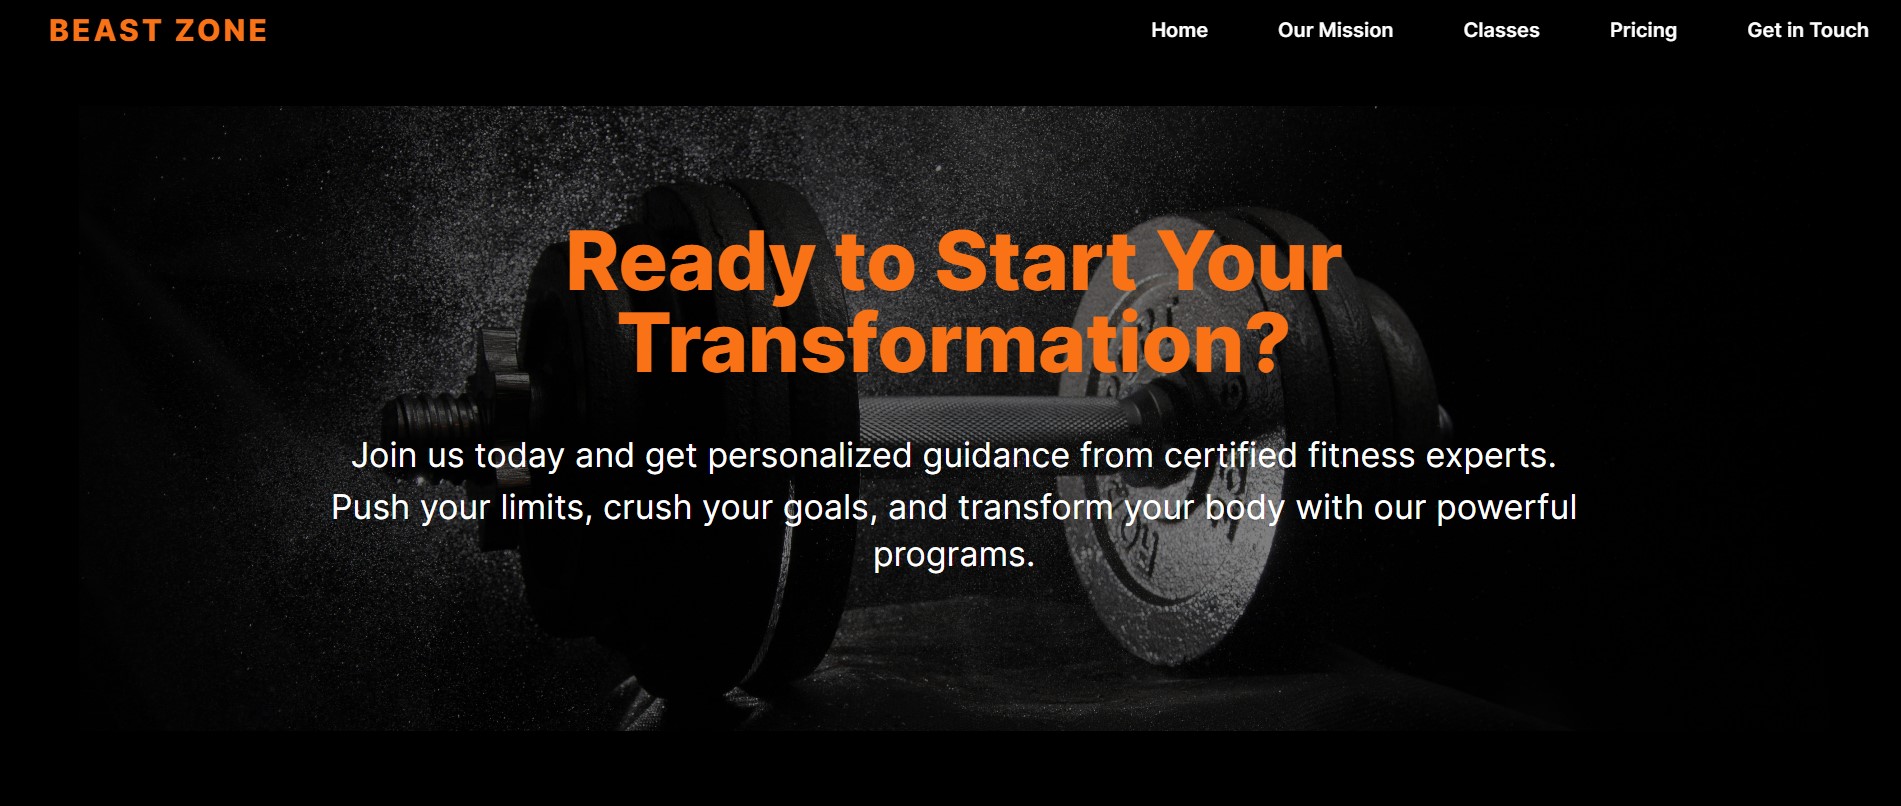 BEAST ZONE
Home Our Mission Classes Pricing Get in Touch
Ready to Start Your
Transformation?
Join us today and get personalized guidance from certified fitness experts.
Push your limits, crush your goals, and transform your body with our powerful
programs.